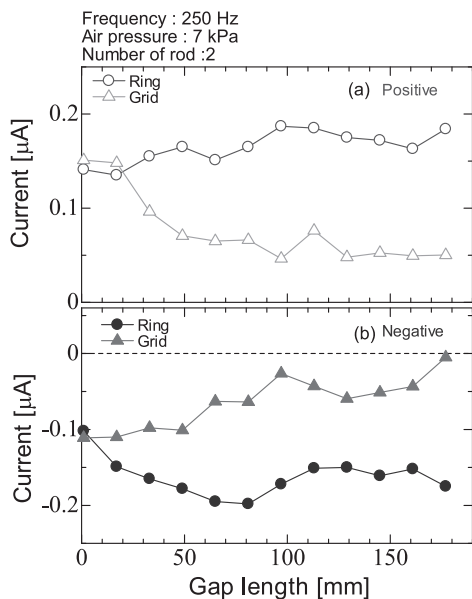 Frequency : 250 Hz
Air pressure : 7 kPa
Number of rod :2
Ring
Grid
(a) Positive
0.2
0.1
0
Current [μA]
Ring
Grid
(b) Negative
0
-0.1
-0.2
Current [μA]
0 50 100 150
Gap length [mm]